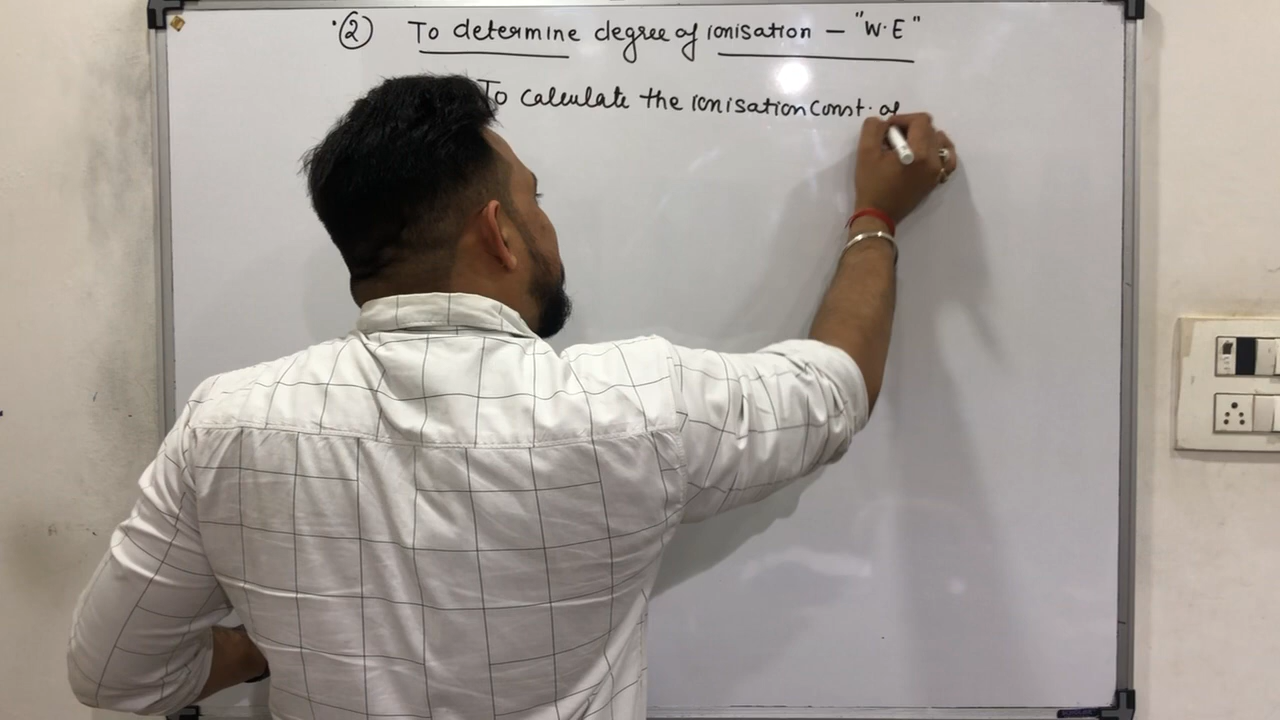 ② To determine degree of ionisation – "W.E"
To calculate the ionisation const. of